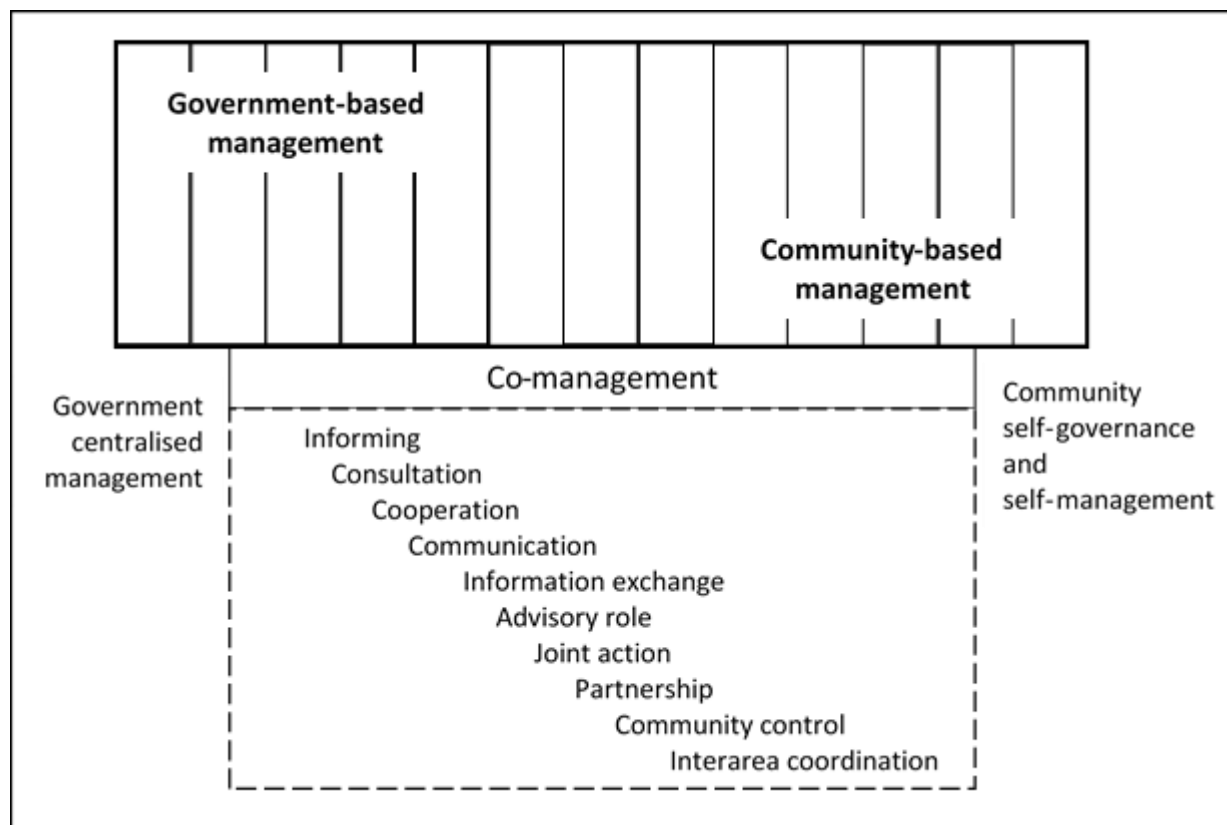 Government-based
management
Community-based
management
Co-management
Government
centralised
management
Community
self-governance
and
self-management
Informing
Consultation
Cooperation
Communication
Information exchange
Advisory role
Joint action
Partnership
Community control
Interarea coordination